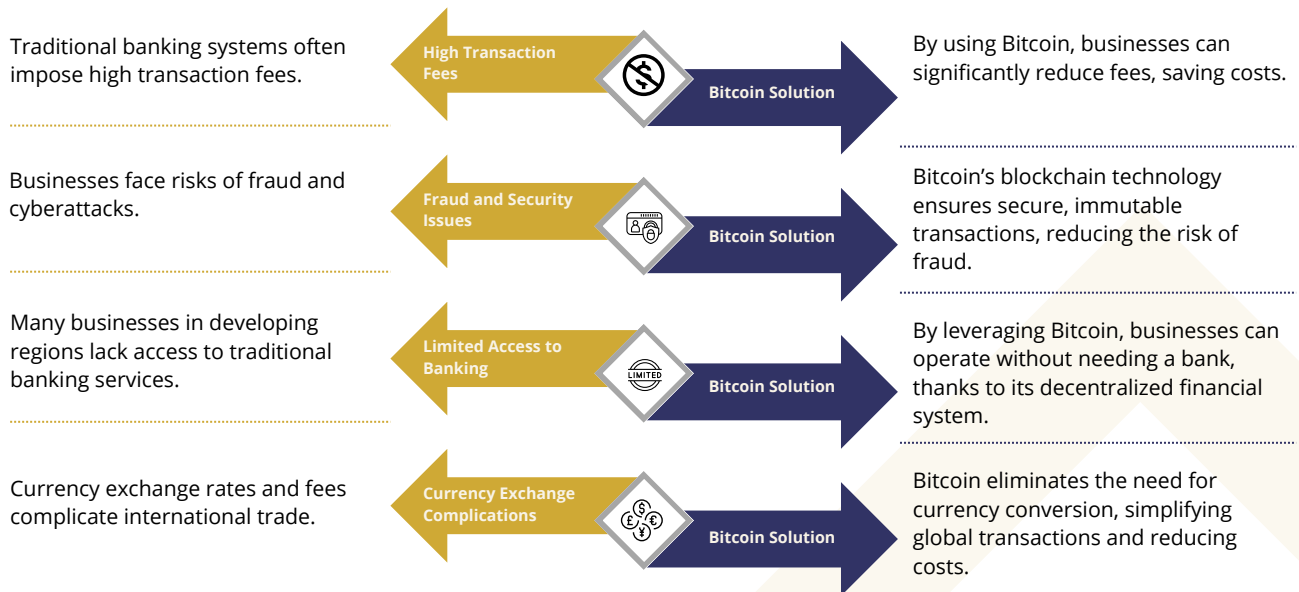 Traditional banking systems often
impose high transaction fees.
High Transaction
Fees
Bitcoin Solution
By using Bitcoin, businesses can
significantly reduce fees, saving costs.
Businesses face risks of fraud and
cyberattacks.
Fraud and Security
Issues
Bitcoin Solution
Bitcoin’s blockchain technology
ensures secure, immutable
transactions, reducing the risk of
fraud.
Many businesses in developing
regions lack access to traditional
banking services.
Limited Access to
Banking
LIMITED
Bitcoin Solution
By leveraging Bitcoin, businesses can
operate without needing a bank,
thanks to its decentralized financial
system.
Currency exchange rates and fees
complicate international trade.
Currency Exchange
Complications
$
£ €
¥
Bitcoin Solution
Bitcoin eliminates the need for
currency conversion, simplifying
global transactions and reducing
costs.